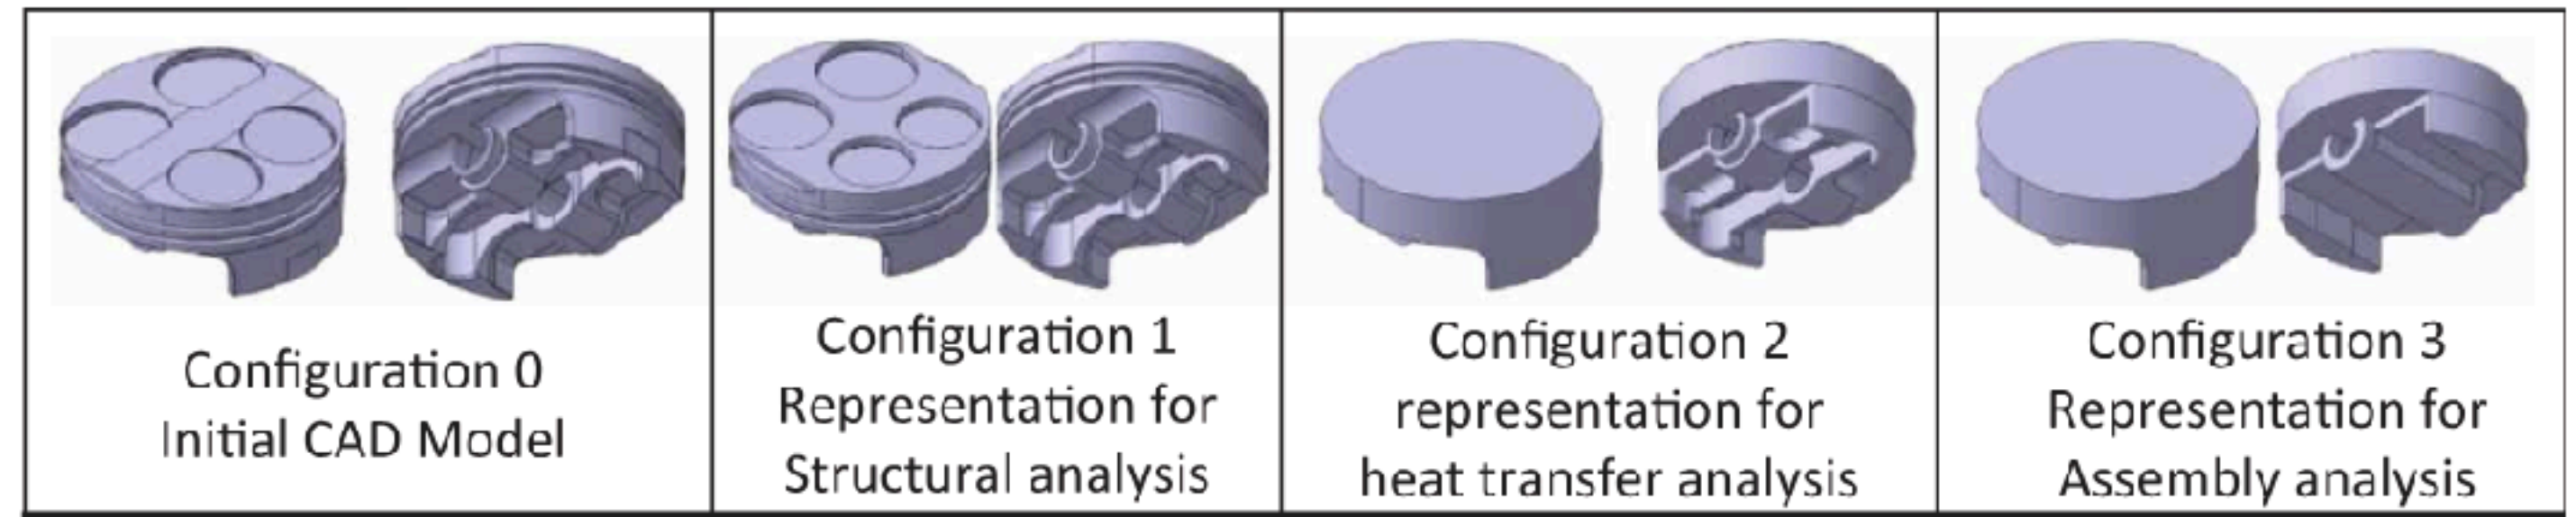 Configuration 0
Initial CAD Model
Configuration 1
Representation for
Structural analysis
Configuration 2
representation for
heat transfer analysis
Configuration 3
Representation for
Assembly analysis